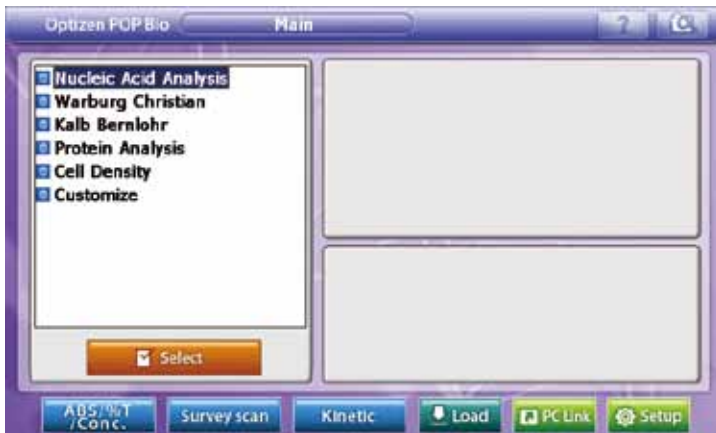 Optizen POP Bio
Main
?
Nucleic Acid Analysis
Warburg Christian
Kalb Bernlohr
Protein Analysis
Cell Density
Customize
Select
ABS/%T
/Conc.
Survey scan
Kinetic
Load
PC Link
Setup